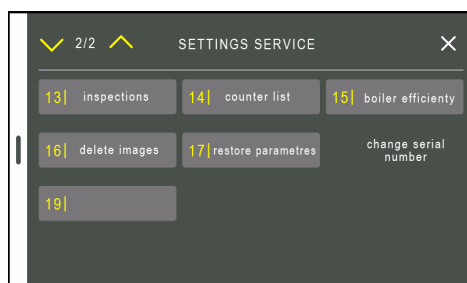 2/2 SETTINGS SERVICE
13| inspections
14| counter list
15| boiler efficienty
16| delete images
17| restore parametres
change serial
number
19|